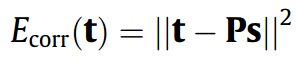 E_corr(t) = ||t − Ps||²